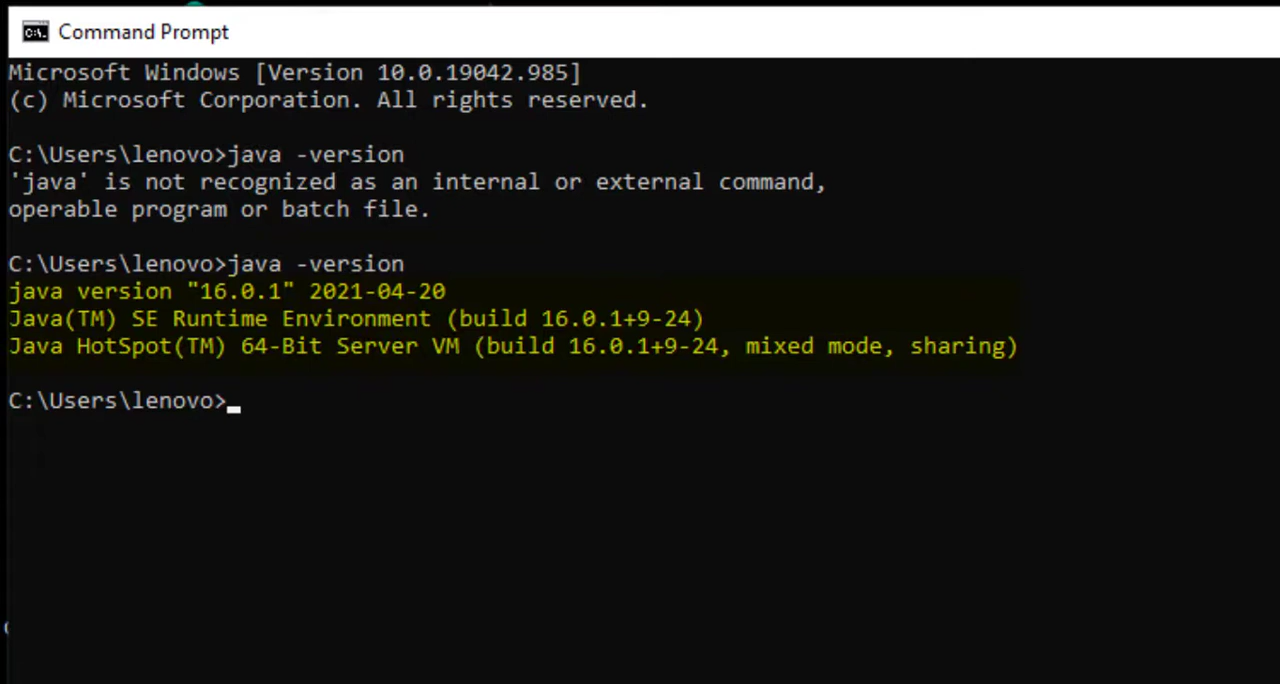 Command Prompt
Microsoft Windows [Version 10.0.19042.985]
(c) Microsoft Corporation. All rights reserved.
C:\Users\lenovo>java -version
'java' is not recognized as an internal or external command,
operable program or batch file.
C:\Users\lenovo>java -version
java version "16.0.1" 2021-04-20
Java(TM) SE Runtime Environment (build 16.0.1+9-24)
Java HotSpot(TM) 64-Bit Server VM (build 16.0.1+9-24, mixed mode, sharing)
C:\Users\lenovo>